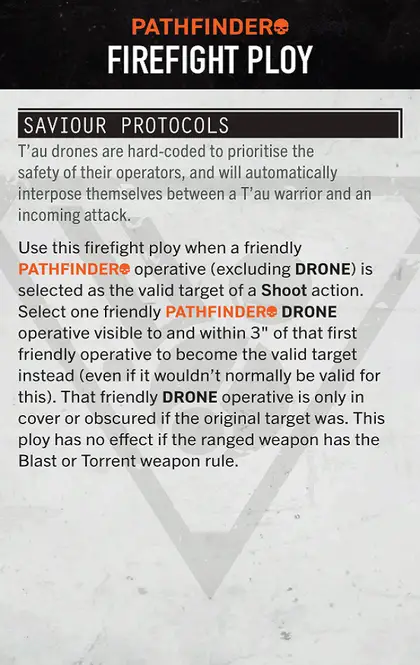 PATHFINDER
FIREFIGHT PLOY
SAVIOUR PROTOCOLS
T’au drones are hard-coded to prioritise the
safety of their operators, and will automatically
interpose themselves between a T’au warrior and an
incoming attack.
Use this firefight ploy when a friendly
PATHFINDER operative (excluding DRONE) is
selected as the valid target of a Shoot action.
Select one friendly PATHFINDER DRONE
operative visible to and within 3" of that first
friendly operative to become the valid target
instead (even if it wouldn’t normally be valid for
this). That friendly DRONE operative is only in
cover or obscured if the original target was. This
ploy has no effect if the ranged weapon has the
Blast or Torrent weapon rule.